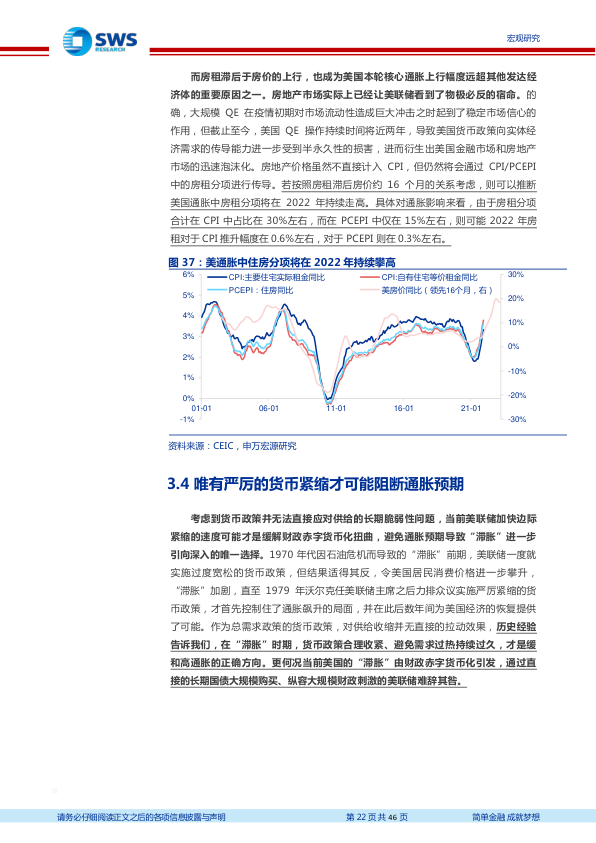 SWS
RESEARCH
宏观研究
而房租滞后于房价的上行，也成为美国本轮核心通胀上行幅度远超其他发达经
济体的重要原因之一。房地产市场实际上已经让美联储看到了物极必反的宿命。的
确，大规模 QE 在疫情初期对市场流动性造成巨大冲击之时起到了稳定市场信心的
作用，但截止至今，美国 QE 操作持续时间将近两年，导致美国货币政策向实体经
济需求的传导能力进一步受到半永久性的损害，进而衍生出美国金融市场和房地产
市场的迅速泡沫化。房地产价格虽然不直接计入 CPI，但仍然将会通过 CPI/PCEPI
中的房租分项进行传导。若按照房租滞后房价约 16 个月的关系考虑，则可以推断
美国通胀中房租分项将在 2022 年持续走高。具体对通胀影响来看，由于房租分项
合计在 CPI 中占比在 30%左右，而在 PCEPI 中仅在 15%左右，则可能 2022 年房
租对于 CPI 推升幅度在 0.6%左右，对于 PCEPI 则在 0.3%左右。
图 37：美通胀中住房分项将在 2022 年持续攀高
CPI:主要住宅实际租金同比
CPI:自有住宅等价租金同比
PCEPI：住房同比
美房价同比（领先16个月，右）
6%
5%
4%
3%
2%
1%
0%
-1%
30%
20%
10%
0%
-10%
-20%
-30%
01-01
06-01
11-01
16-01
21-01
资料来源：CEIC，申万宏源研究
3.4 唯有严厉的货币紧缩才可能阻断通胀预期
考虑到货币政策并无法直接应对供给的长期脆弱性问题，当前美联储加快边际
紧缩的速度可能才是缓解财政赤字货币化扭曲，避免通胀预期导致“滞胀”进一步
引向深入的唯一选择。1970 年代因石油危机而导致的“滞胀”前期，美联储一度就
实施过度宽松的货币政策，但结果适得其反，令美国居民消费价格进一步攀升，
“滞胀”加剧，直至 1979 年沃尔克任美联储主席之后力排众议实施严厉紧缩的货
币政策，才首先控制住了通胀飙升的局面，并在此后数年间为美国经济的恢复提供
了可能。作为总需求政策的货币政策，对供给收缩并无直接的拉动效果，历史经验
告诉我们，在“滞胀”时期，货币政策合理收紧、避免需求过热持续过久，才是缓
和高通胀的正确方向。更何况当前美国的“滞胀”由财政赤字货币化引发，通过直
接的长期国债大规模购买、纵容大规模财政刺激的美联储难辞其咎。
请务必仔细阅读正文之后的各项信息披露与声明
第 22 页 共 46 页
简单金融 成就梦想